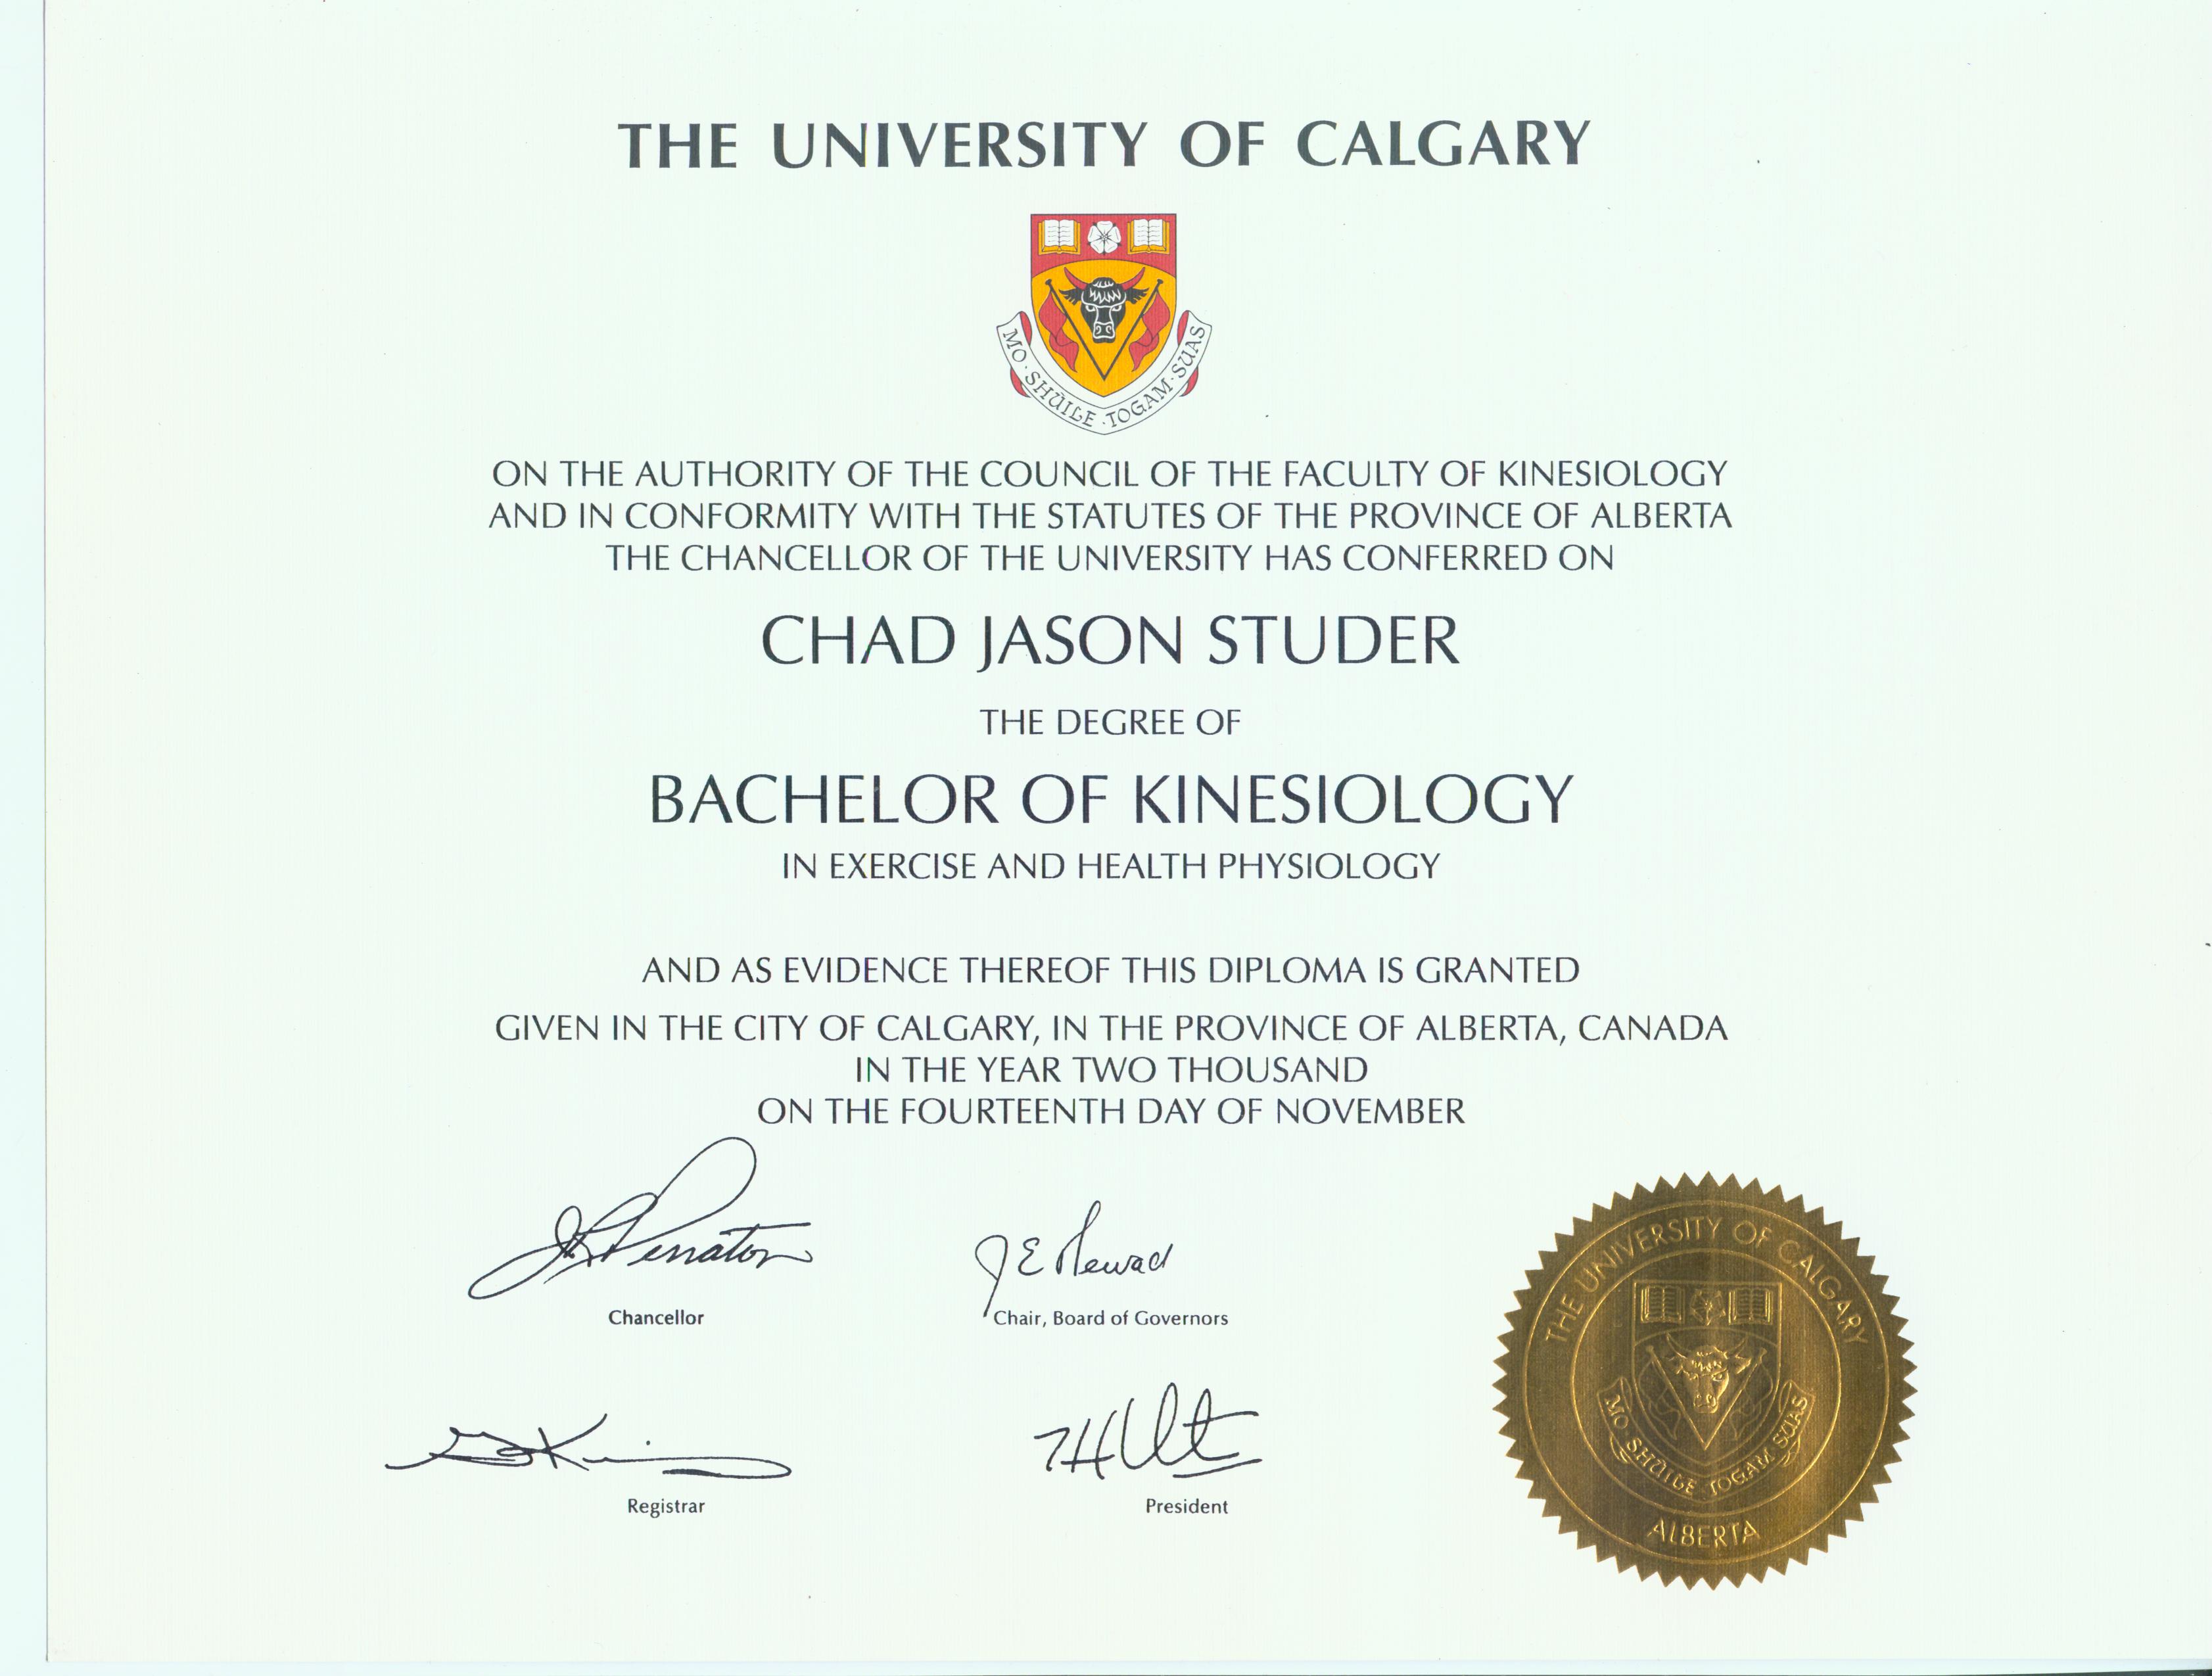 THE UNIVERSITY OF CALGARY
MO · SHÙILE · TOGAM · SUAS
ON THE AUTHORITY OF THE COUNCIL OF THE FACULTY OF KINESIOLOGY
AND IN CONFORMITY WITH THE STATUTES OF THE PROVINCE OF ALBERTA
THE CHANCELLOR OF THE UNIVERSITY HAS CONFERRED ON
CHAD JASON STUDER
THE DEGREE OF
BACHELOR OF KINESIOLOGY
IN EXERCISE AND HEALTH PHYSIOLOGY
AND AS EVIDENCE THEREOF THIS DIPLOMA IS GRANTED
GIVEN IN THE CITY OF CALGARY, IN THE PROVINCE OF ALBERTA, CANADA
IN THE YEAR TWO THOUSAND
ON THE FOURTEENTH DAY OF NOVEMBER
Chancellor
Chair, Board of Governors
Registrar
President
THE UNIVERSITY OF CALGARY
MO SHÙILE TOGAM SUAS
ALBERTA